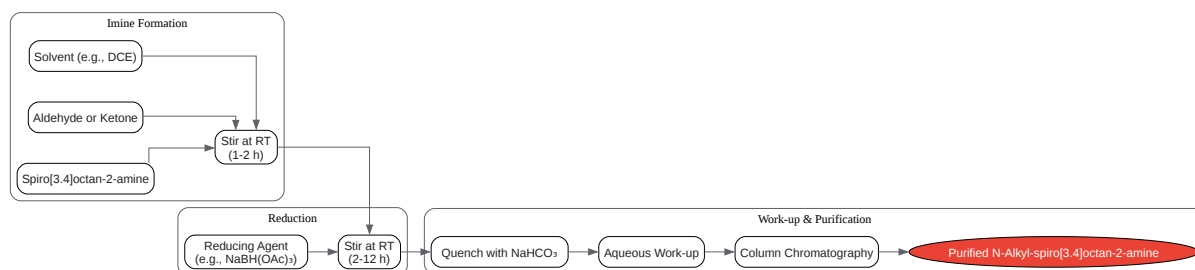 Imine Formation
Solvent (e.g., DCE)
Aldehyde or Ketone
Stir at RT
(1-2 h)
Spiro[3.4]octan-2-amine
Reduction
Reducing Agent
(e.g., NaBH(OAc)₃)
Stir at RT
(2-12 h)
Work-up & Purification
Quench with NaHCO₃
Aqueous Work-up
Column Chromatography
Purified N-Alkyl-spiro[3.4]octan-2-amine